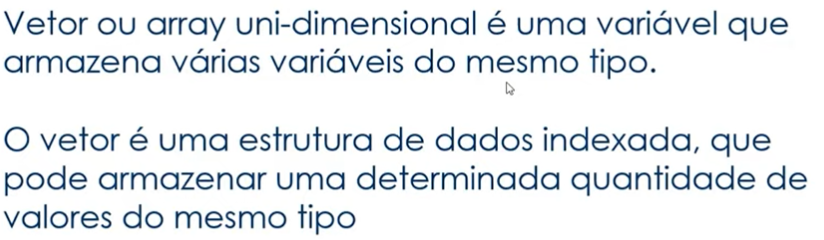 Vetor ou array uni-dimensional é uma variável que
armazena várias variáveis do mesmo tipo.
O vetor é uma estrutura de dados indexada, que
pode armazenar uma determinada quantidade de
valores do mesmo tipo